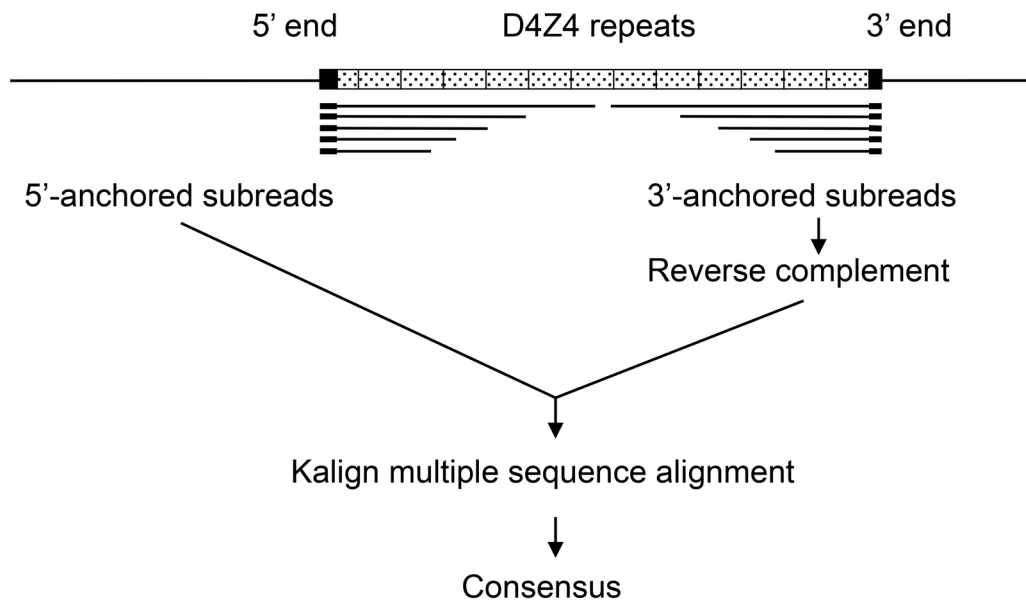 5’ end
D4Z4 repeats
3’ end
5’-anchored subreads
3’-anchored subreads
Reverse complement
Kalign multiple sequence alignment
Consensus